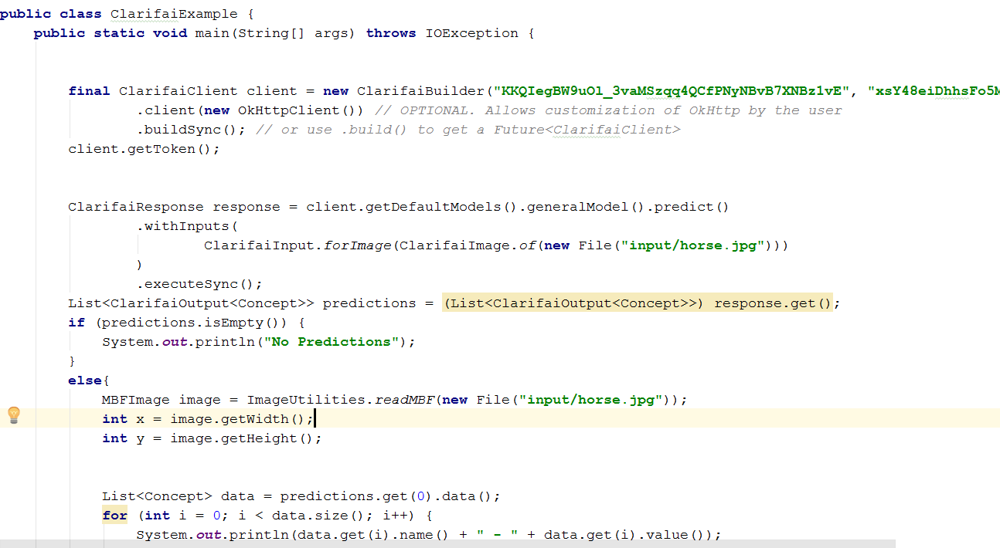 public class ClarifaiExample {
public static void main(String[] args) throws IOException {
final ClarifaiClient client = new ClarifaiBuilder("KKQIegBW9uOl_3vaMSzqq4QCfPNyNBvB7XNBz1vE", "xsY48eiDhhsFo5M
.client(new OkHttpClient()) // OPTIONAL. Allows customization of OkHttp by the user
.buildSync(); // or use .build() to get a Future<ClarifaiClient>
client.getToken();
ClarifaiResponse response = client.getDefaultModels().generalModel().predict()
.withInputs(
ClarifaiInput.forImage(ClarifaiImage.of(new File("input/horse.jpg")))
)
.executeSync();
List<ClarifaiOutput<Concept>> predictions = (List<ClarifaiOutput<Concept>>) response.get();
if (predictions.isEmpty()) {
System.out.println("No Predictions");
}
else{
MBFImage image = ImageUtilities.readMBF(new File("input/horse.jpg"));
int x = image.getWidth();
int y = image.getHeight();
List<Concept> data = predictions.get(0).data();
for (int i = 0; i < data.size(); i++) {
System.out.println(data.get(i).name() + " - " + data.get(i).value());